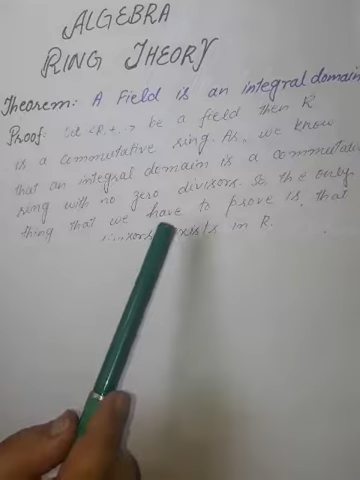 ALGEBRA
RING THEORY
Theorem: A Field is an integral domain
Proof: Let <R, +, .> be a field then R
is a commutative ring. As, we know
that an integral domain is a commutative
ring with no zero divisors. So the only
thing that we have to prove is, that
divisors exists in R.